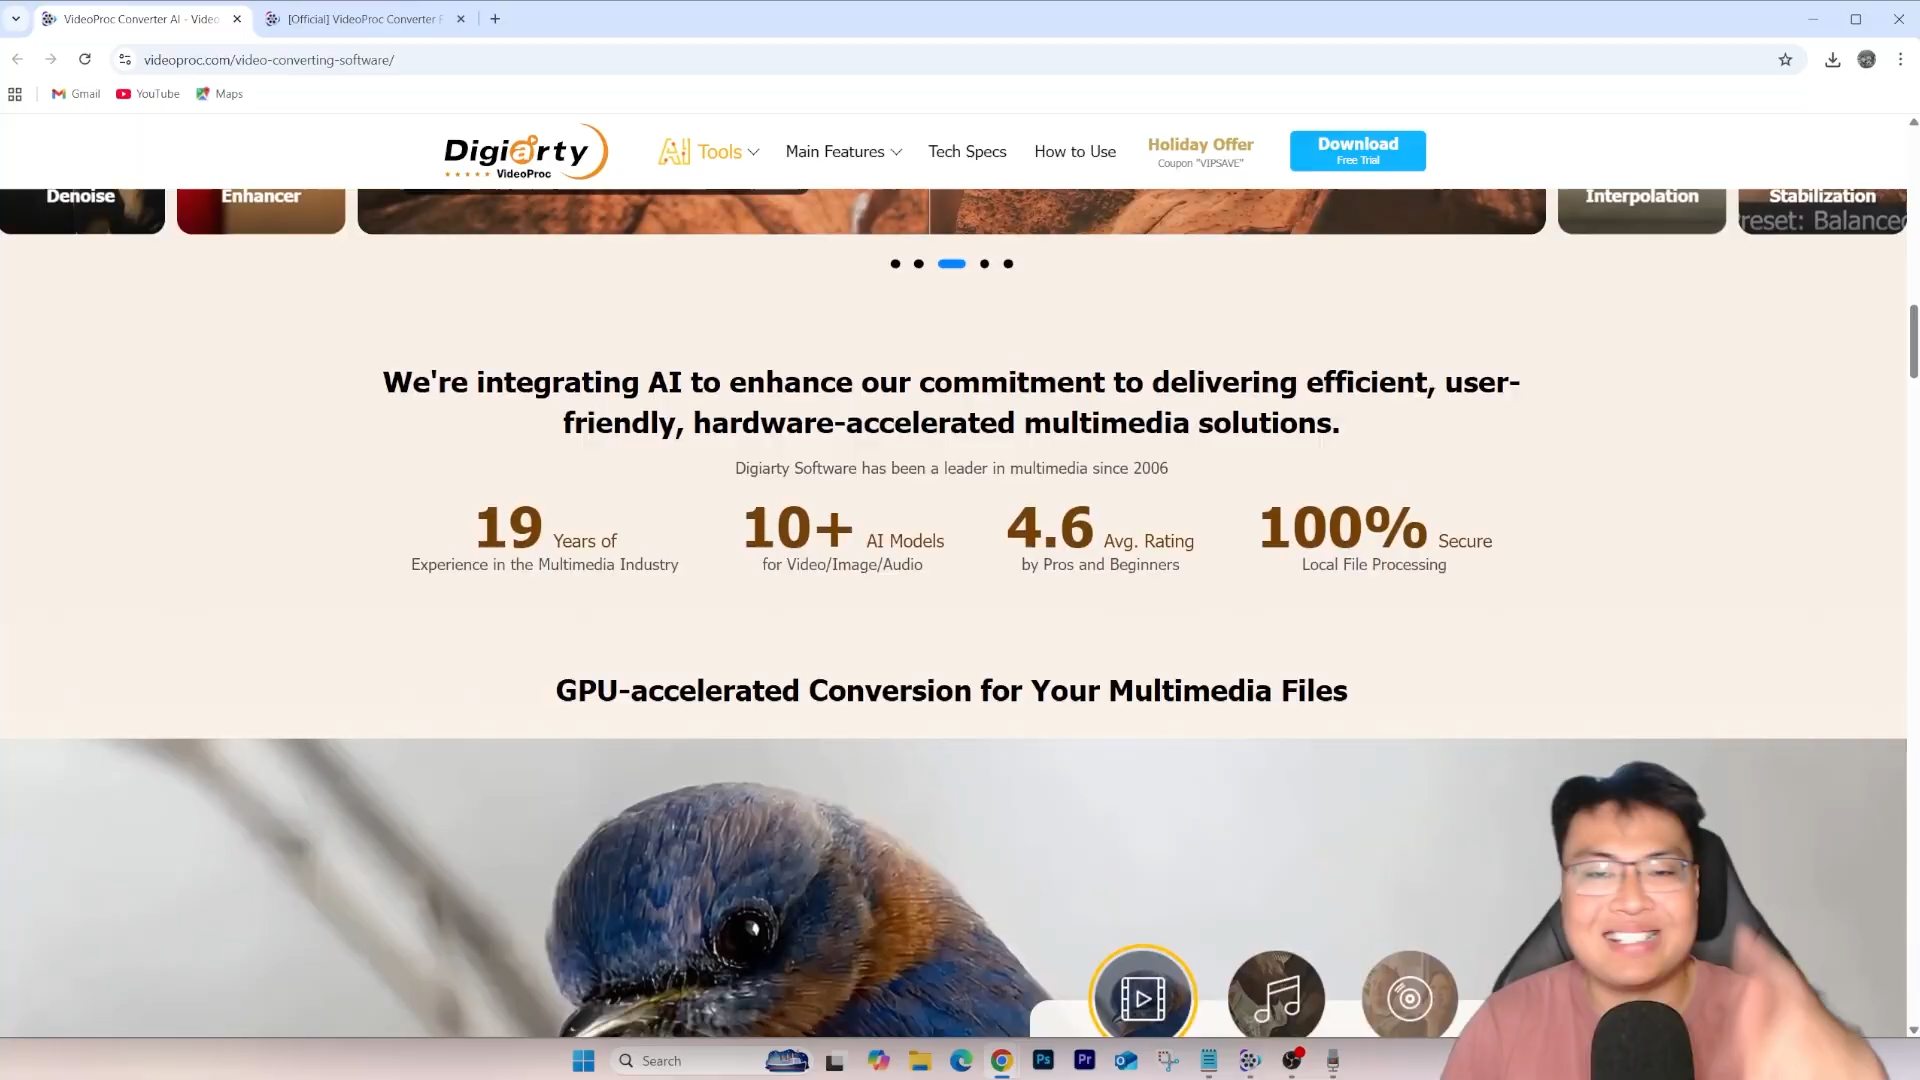 VideoProc Converter AI - Video
[Official] VideoProc Converter
videoproc.com/video-converting-software/
Gmail
YouTube
Maps
Digiarty
VideoProc
AI Tools
Main Features
Tech Specs
How to Use
Holiday Offer
Coupon "VIPSAVE"
Download
Free Trial
Denoise
Enhancer
Interpolation
Stabilization
reset: Balanced
We're integrating AI to enhance our commitment to delivering efficient, user-
friendly, hardware-accelerated multimedia solutions.
Digiarty Software has been a leader in multimedia since 2006
19 Years of
Experience in the Multimedia Industry
10+ AI Models
for Video/Image/Audio
4.6 Avg. Rating
by Pros and Beginners
100% Secure
Local File Processing
GPU-accelerated Conversion for Your Multimedia Files
Search
Ps
Pr